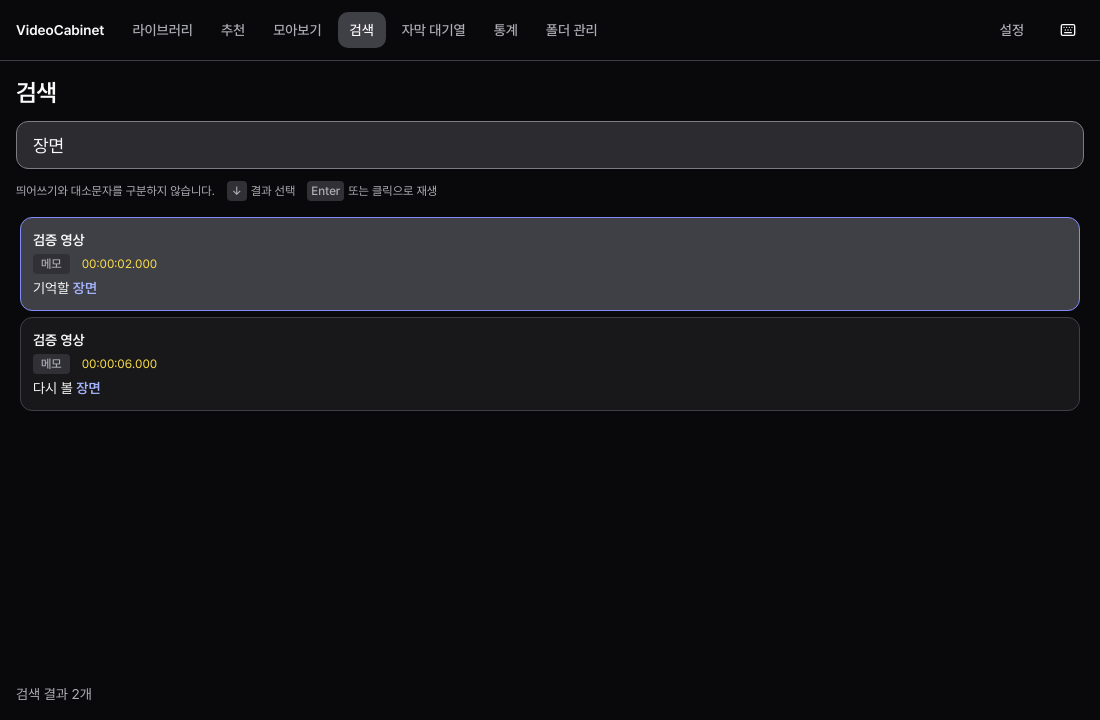 VideoCabinet 라이브러리 추천 모아보기 검색 자막 대기열 통계 폴더 관리 설정
검색
장면
띄어쓰기와 대소문자를 구분하지 않습니다. ↓ 결과 선택 Enter 또는 클릭으로 재생
검증 영상
메모 00:00:02.000
기억할 장면
검증 영상
메모 00:00:06.000
다시 볼 장면
검색 결과 2개